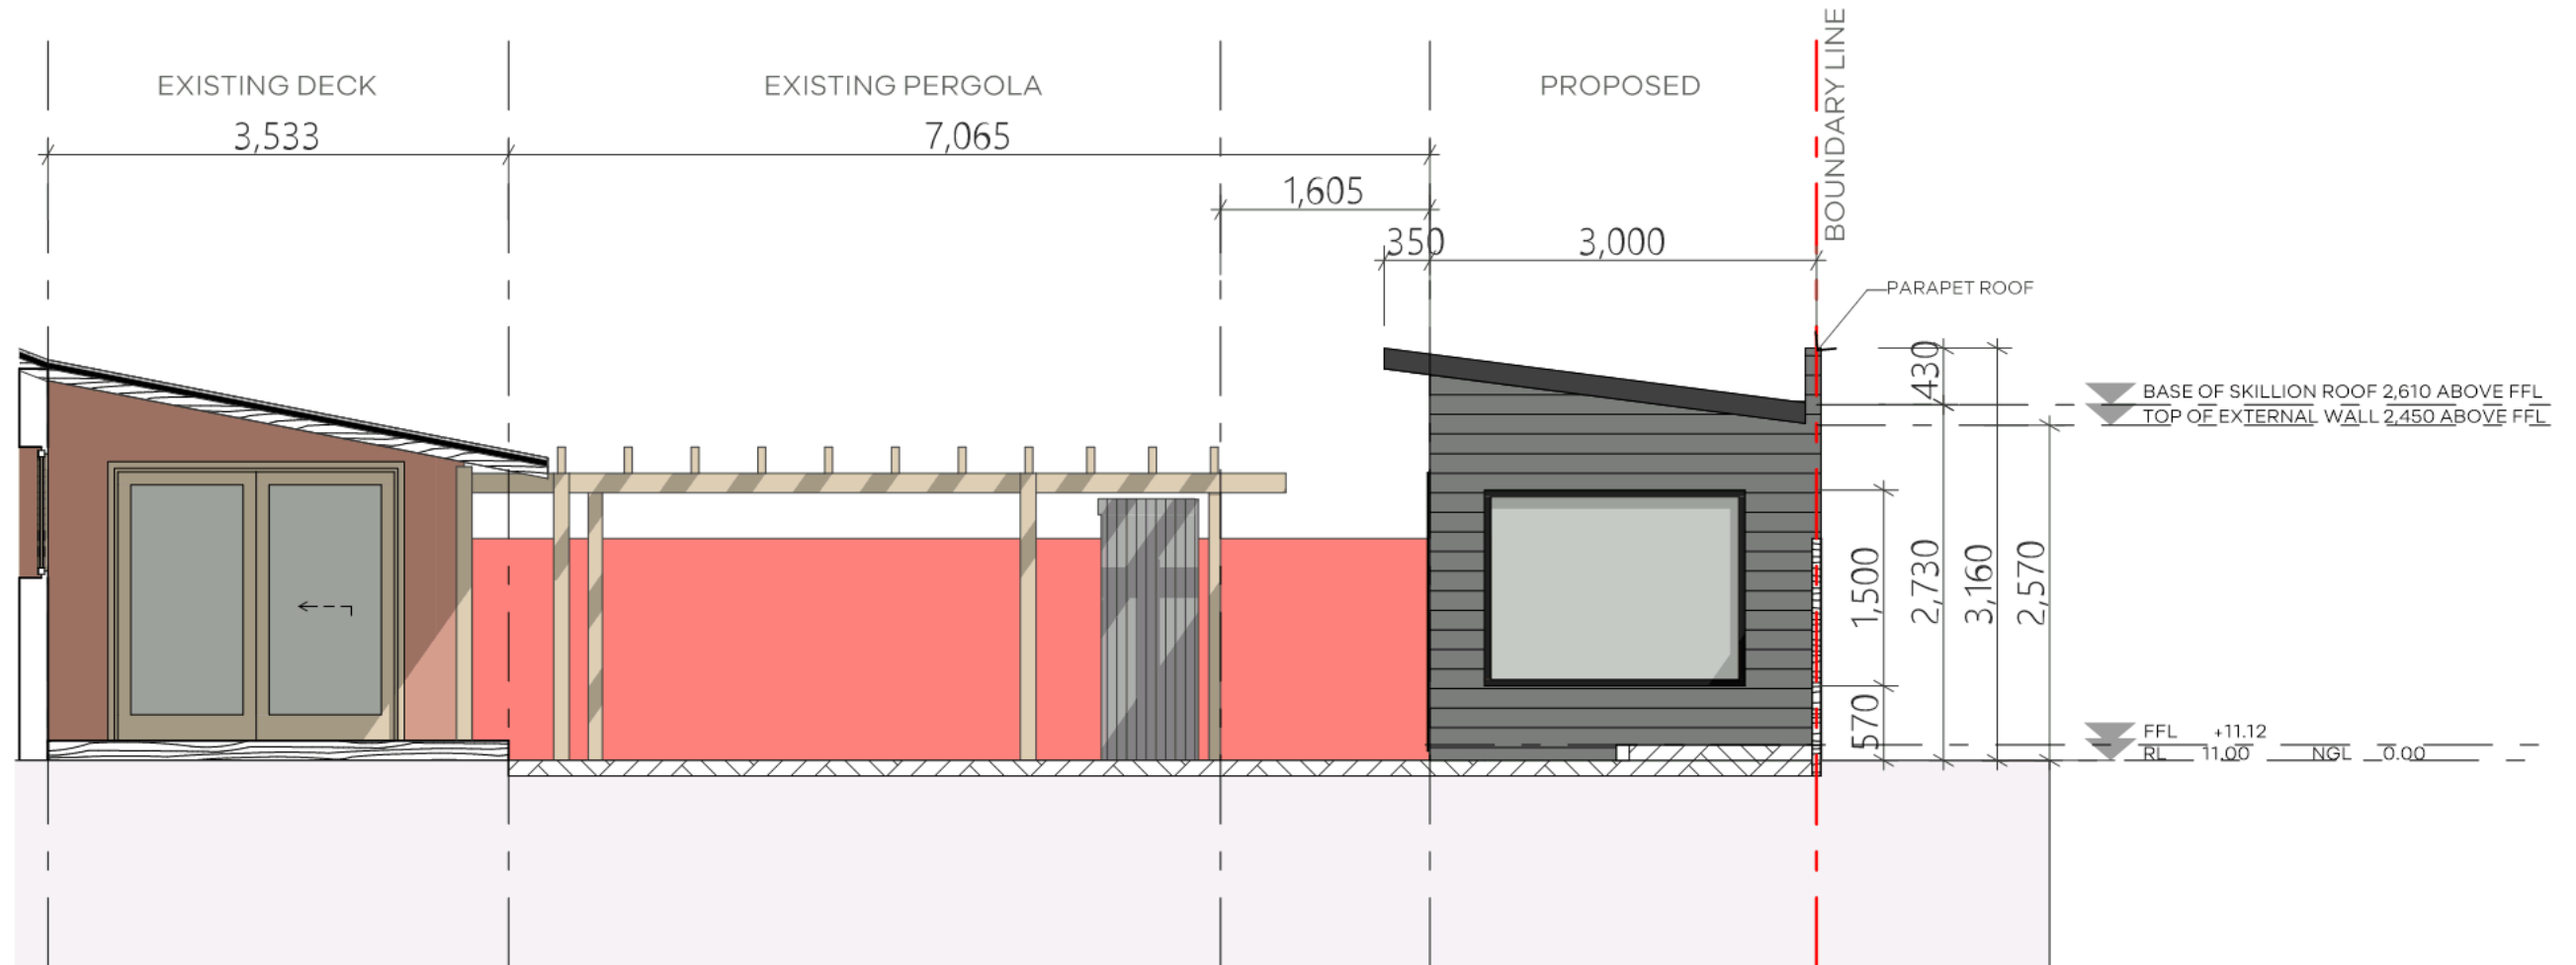 EXISTING DECK
EXISTING PERGOLA
PROPOSED
BOUNDARY LINE
3,533
7,065
1,605
350
3,000
PARAPET ROOF
430
BASE OF SKILLION ROOF 2,610 ABOVE FFL
TOP OF EXTERNAL WALL 2,450 ABOVE FFL
1,500
2,730
3,160
2,570
570
FFL +11.12
RL 11.00 NGL 0.00